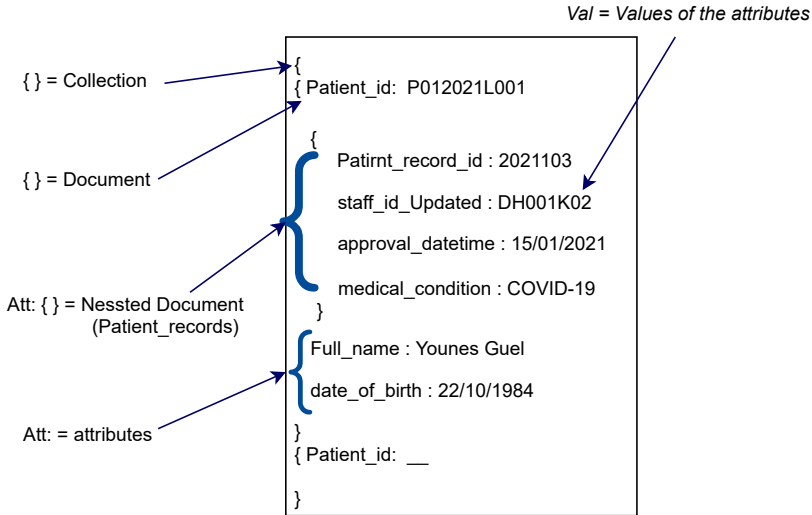 Val = Values of the attributes
{ } = Collection
{
{ Patient_id: P012021L001
{ } = Document
{
Patirnt_record_id : 2021103
staff_id_Updated : DH001K02
approval_datetime : 15/01/2021
medical_condition : COVID-19
}
Att: { } = Nessted Document
(Patient_records)
Full_name : Younes Guel
date_of_birth : 22/10/1984
Att: = attributes
}
{ Patient_id: __
}